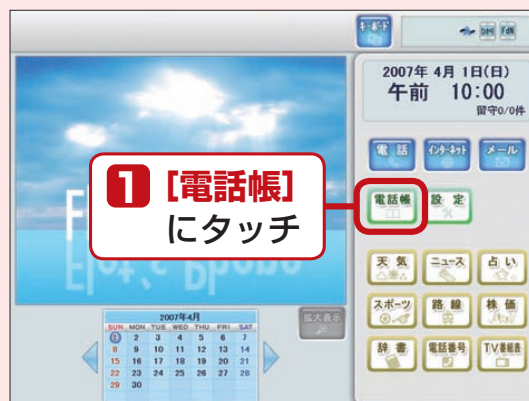 キーボード
2007年 4月 1日(日)
午前 10:00
留守0/0件
電 話
インターネット
メール
1 [電話帳]
にタッチ
電話帳
設 定
天 気
ニュース
占 い
スポーツ
路 線
株 価
辞 書
電話番号
TV番組表
拡大表示
2007年4月
SUN MON TUE WED THU FRI SAT
1 2 3 4 5 6 7
8 9 10 11 12 13 14
15 16 17 18 19 20 21
22 23 24 25 26 27 28
29 30